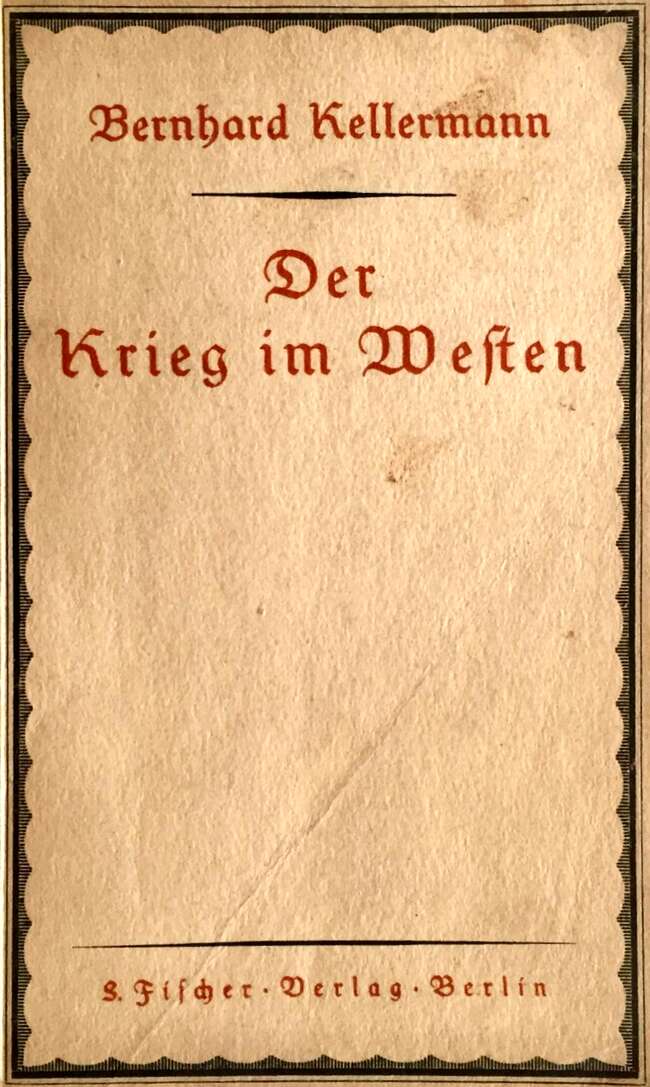 Bernhard Kellermann
Der
Krieg im Weſten
S. Fiſcher · Verlag · Berlin